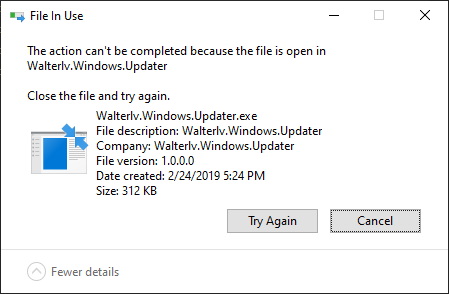 File In Use
The action can't be completed because the file is open in
Walterlv.Windows.Updater
Close the file and try again.
Walterlv.Windows.Updater.exe
File description: Walterlv.Windows.Updater
Company: Walterlv.Windows.Updater
File version: 1.0.0.0
Date created: 2/24/2019 5:24 PM
Size: 312 KB
Try Again
Cancel
Fewer details